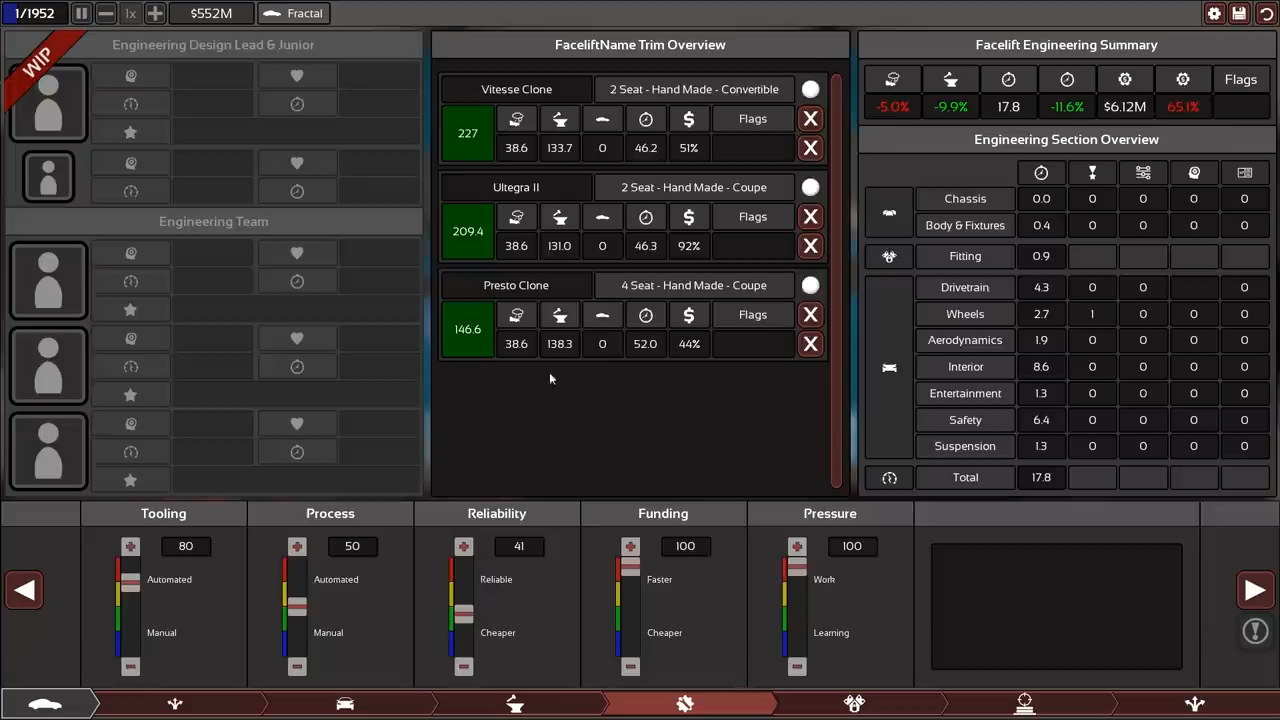 1/1952 1x $552M Fractal
WIP
Engineering Design Lead & Junior
Engineering Team
FaceliftName Trim Overview
Vitesse Clone 2 Seat - Hand Made - Convertible
227 $ Flags X
38.6 133.7 0 46.2 51% X
Ultegra II 2 Seat - Hand Made - Coupe
209.4 $ Flags X
38.6 131.0 0 46.3 92% X
Presto Clone 4 Seat - Hand Made - Coupe
146.6 $ Flags X
38.6 138.3 0 52.0 44% X
Facelift Engineering Summary
Flags
-5.0% -9.9% 17.8 -11.6% $6.12M 65.1%
Engineering Section Overview
Chassis 0.0 0 0 0 0
Body & Fixtures 0.4 0 0 0 0
Fitting 0.9
Drivetrain 4.3 0 0 0
Wheels 2.7 1 0 0 0
Aerodynamics 1.9 0 0 0 0
Interior 8.6 0 0 0 0
Entertainment 1.3 0 0 0 0
Safety 6.4 0 0 0 0
Suspension 1.3 0 0 0 0
Total 17.8
Tooling Process Reliability Funding Pressure
80 50 41 100 100
Automated Automated Reliable Faster Work
Manual Manual Cheaper Cheaper Learning